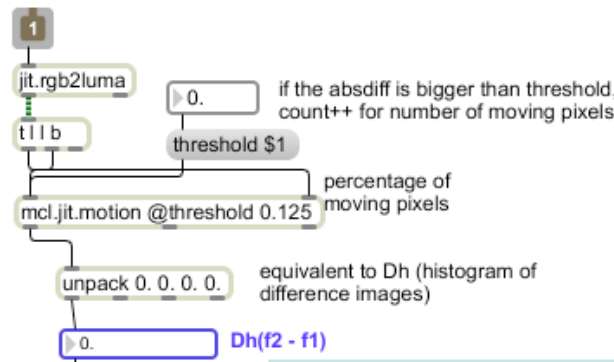 1
jit.rgb2luma
0.
if the absdiff is bigger than threshold,
count++ for number of moving pixels
t l l b
threshold $1
percentage of
moving pixels
mcl.jit.motion @threshold 0.125
equivalent to Dh (histogram of
difference images)
unpack 0. 0. 0. 0.
0.
Dh(f2 - f1)